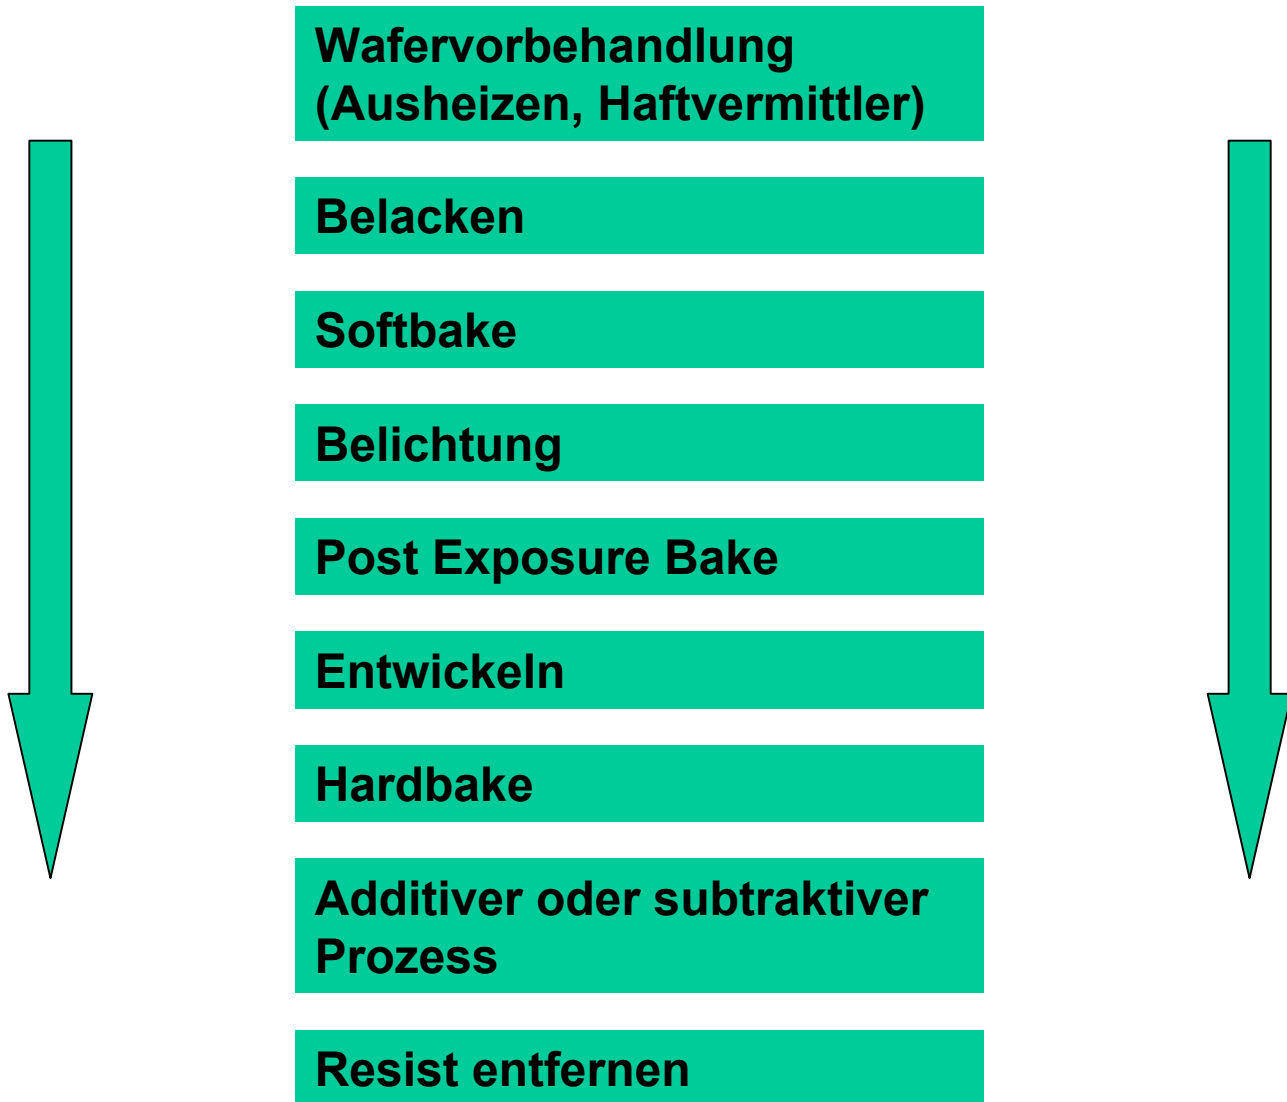 Wafervorbehandlung
(Ausheizen, Haftvermittler)
Belacken
Softbake
Belichtung
Post Exposure Bake
Entwickeln
Hardbake
Additiver oder subtraktiver
Prozess
Resist entfernen